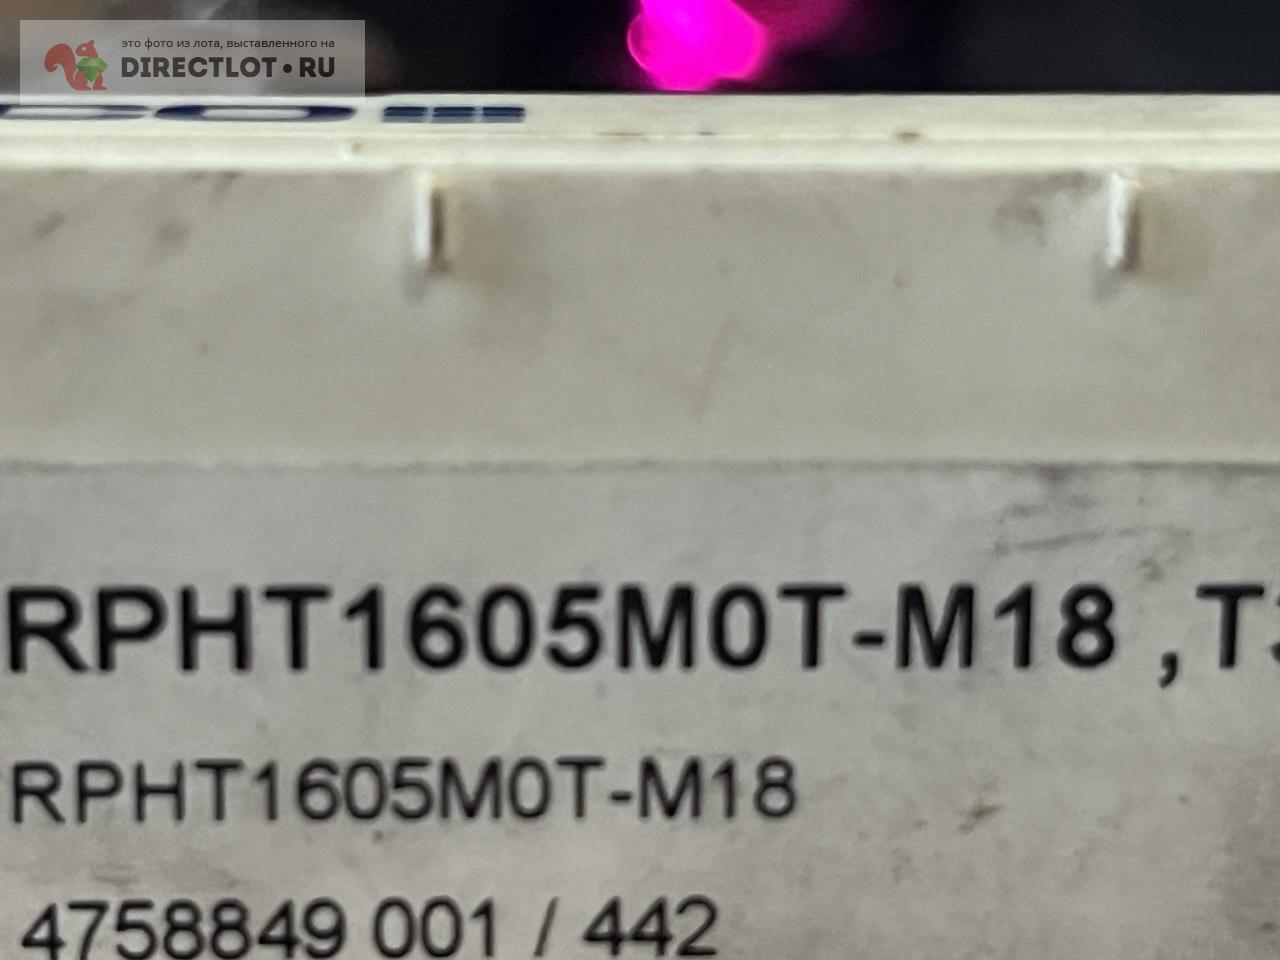 это фото из лота, выставленного на
DIRECTLOT.RU
RPHT1605M0T-M18 ,T
RPHT1605M0T-M18
4758849 001 / 442